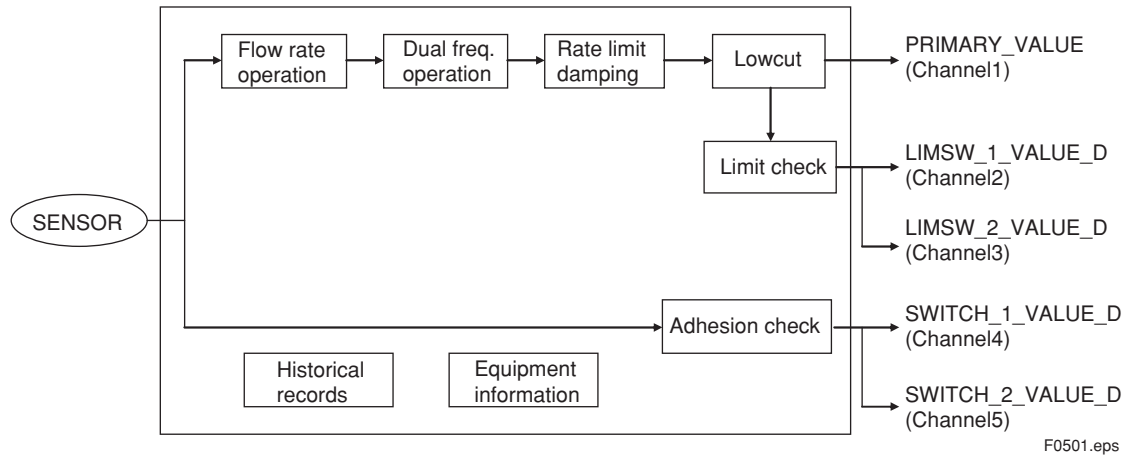 Flow rate
operation
Dual freq.
operation
Rate limit
damping
Lowcut
PRIMARY_VALUE
(Channel1)
Limit check
LIMSW_1_VALUE_D
(Channel2)
SENSOR
LIMSW_2_VALUE_D
(Channel3)
Adhesion check
SWITCH_1_VALUE_D
(Channel4)
Historical
records
Equipment
information
SWITCH_2_VALUE_D
(Channel5)
F0501.eps